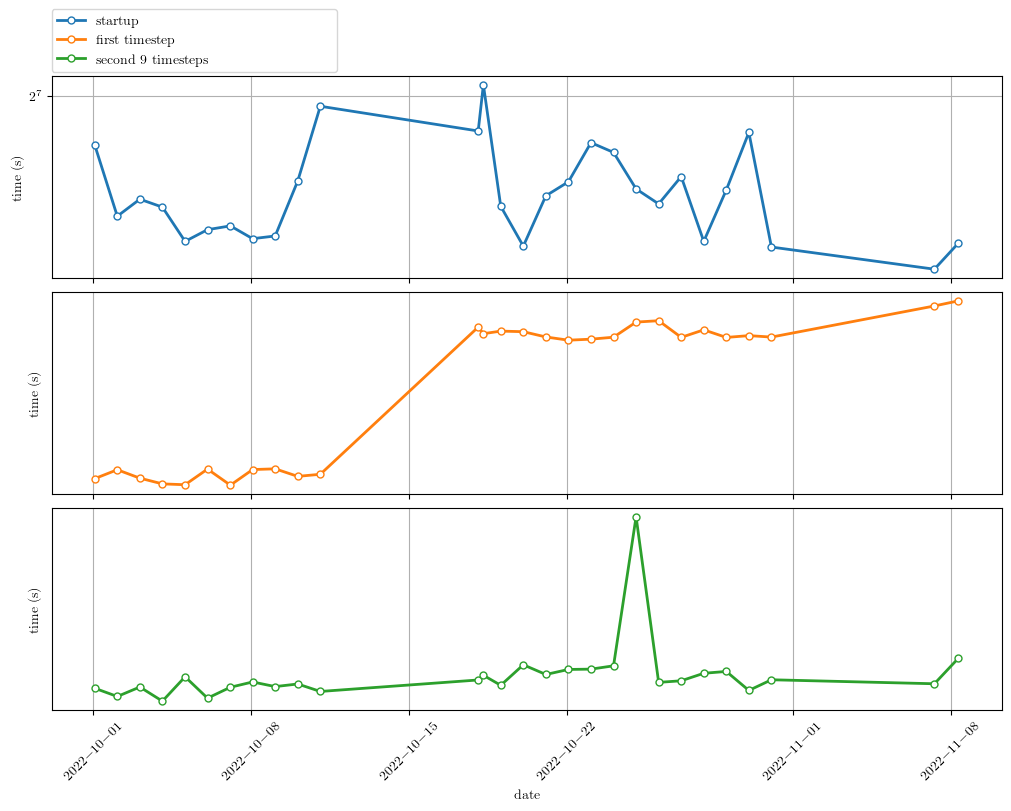 startup
first timestep
second 9 timesteps
2⁷
time (s)
time (s)
time (s)
2022−10−01
2022−10−08
2022−10−15
2022−10−22
2022−11−01
2022−11−08
date